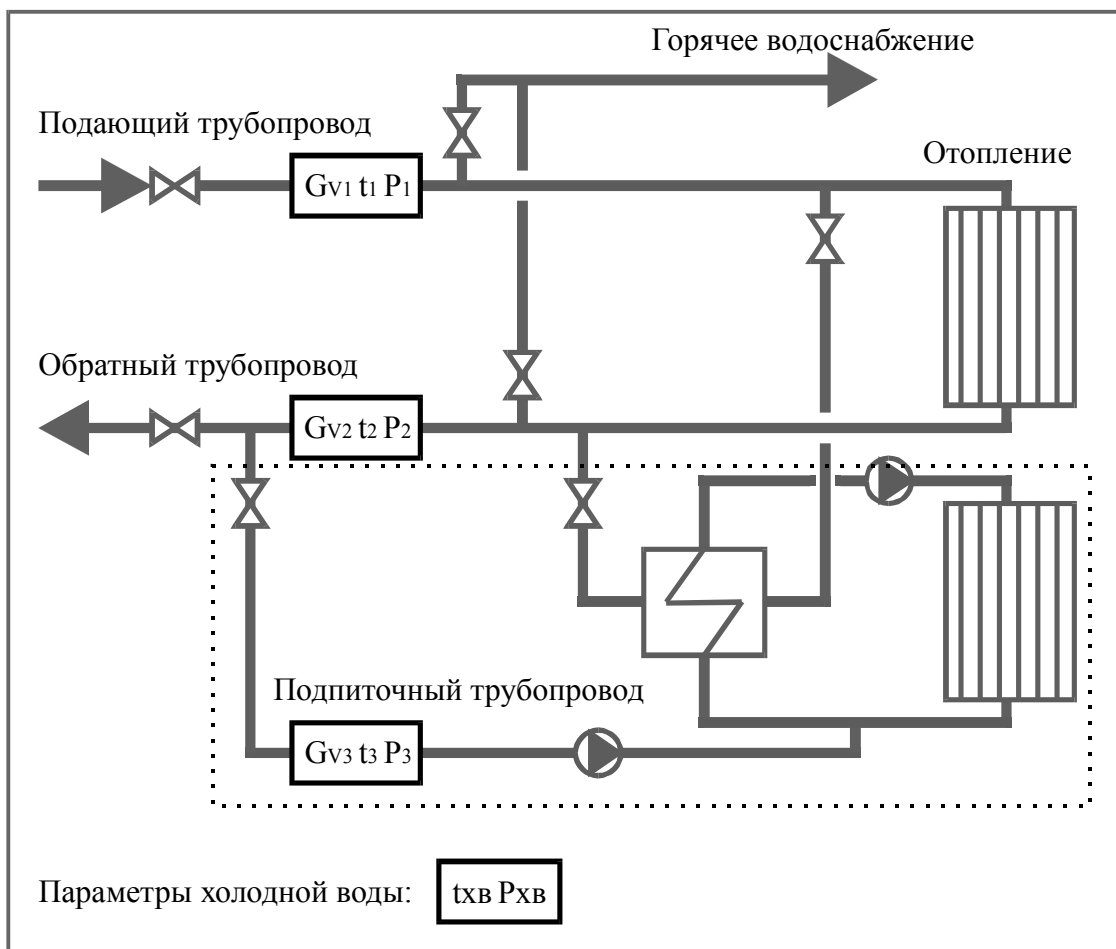 Горячее водоснабжение
Подающий трубопровод
Отопление
GV1 t1 P1
Обратный трубопровод
GV2 t2 P2
Подпиточный трубопровод
GV3 t3 P3
Параметры холодной воды:
tхв Pхв